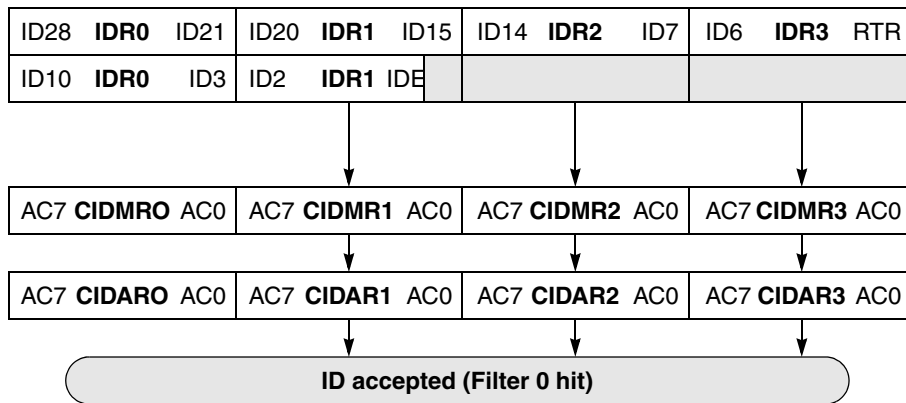 ID28 IDR0 ID21 ID20 IDR1 ID15 ID14 IDR2 ID7 ID6 IDR3 RTR
ID10 IDR0 ID3 ID2 IDR1 IDE
AC7 CIDMRO AC0 AC7 CIDMR1 AC0 AC7 CIDMR2 AC0 AC7 CIDMR3 AC0
AC7 CIDARO AC0 AC7 CIDAR1 AC0 AC7 CIDAR2 AC0 AC7 CIDAR3 AC0
ID accepted (Filter 0 hit)